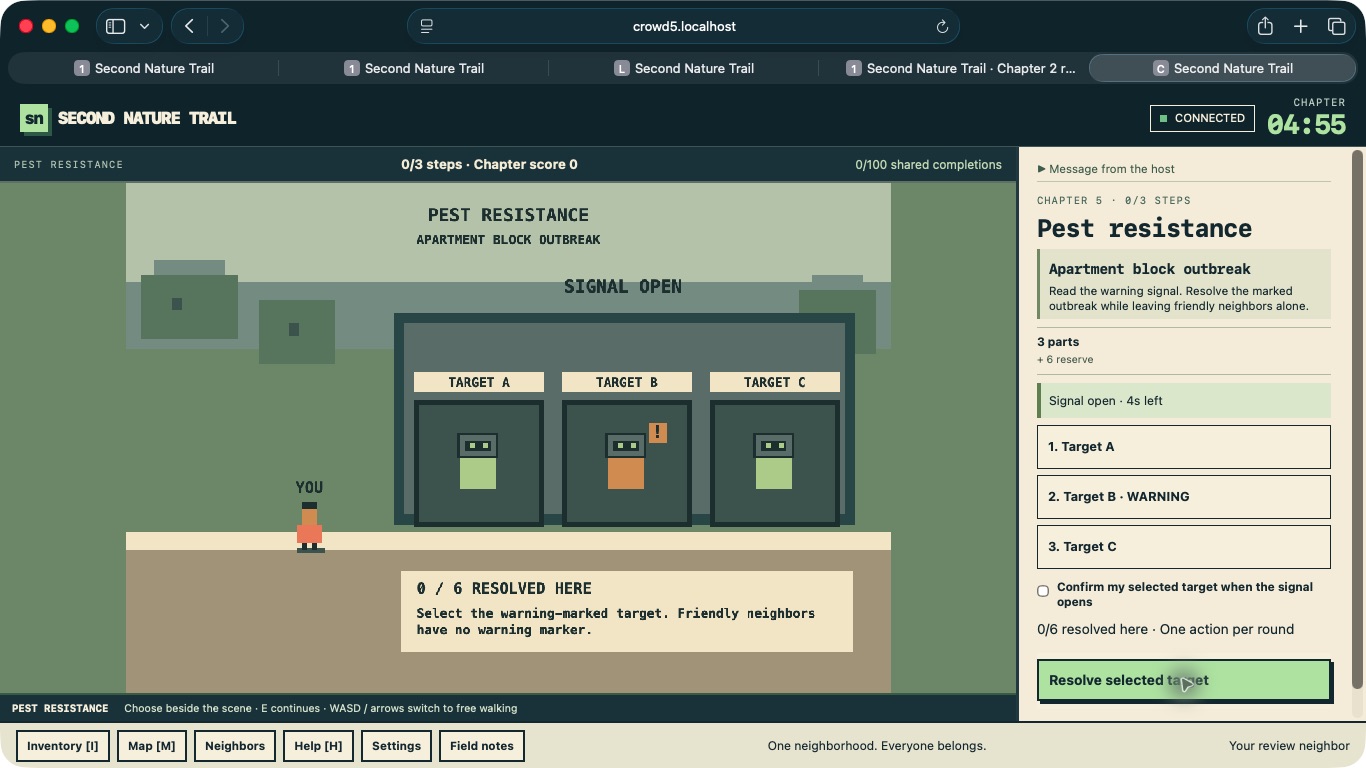 crowd5.localhost
1 Second Nature Trail
1 Second Nature Trail
L Second Nature Trail
1 Second Nature Trail · Chapter 2 r...
C Second Nature Trail
sn SECOND NATURE TRAIL
CONNECTED
CHAPTER
04:55
PEST RESISTANCE
0/3 steps · Chapter score 0
0/100 shared completions
PEST RESISTANCE
APARTMENT BLOCK OUTBREAK
SIGNAL OPEN
TARGET A
TARGET B
TARGET C
!
YOU
0 / 6 RESOLVED HERE
Select the warning-marked target. Friendly neighbors
have no warning marker.
PEST RESISTANCE
Choose beside the scene · E continues · WASD / arrows switch to free walking
Message from the host
CHAPTER 5 · 0/3 STEPS
Pest resistance
Apartment block outbreak
Read the warning signal. Resolve the marked
outbreak while leaving friendly neighbors alone.
3 parts
+ 6 reserve
Signal open · 4s left
1. Target A
2. Target B · WARNING
3. Target C
Confirm my selected target when the signal
opens
0/6 resolved here · One action per round
Resolve selected target
Inventory [I]
Map [M]
Neighbors
Help [H]
Settings
Field notes
One neighborhood. Everyone belongs.
Your review neighbor